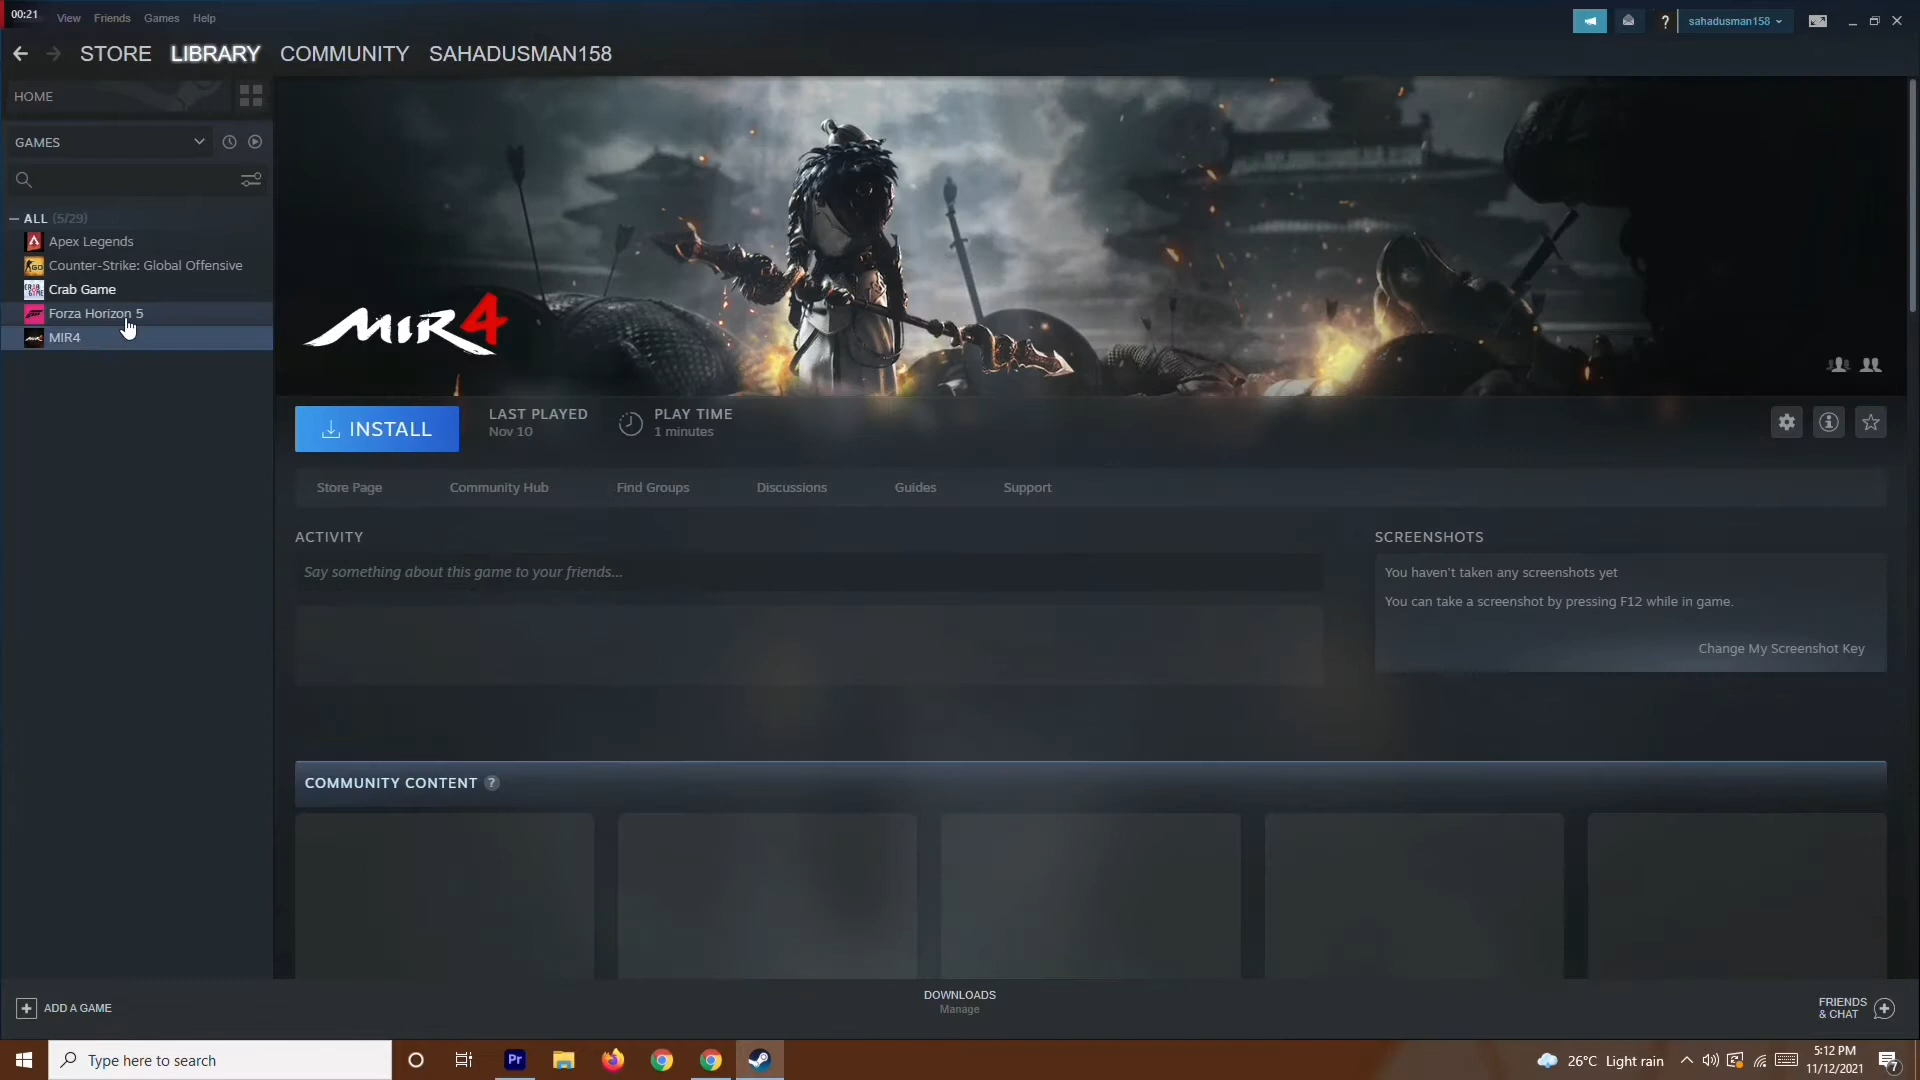 00:21
View
Friends
Games
Help
?
sahadusman158
STORE
LIBRARY
COMMUNITY
SAHADUSMAN158
HOME
GAMES
ALL (5/29)
Apex Legends
Counter-Strike: Global Offensive
Crab Game
Forza Horizon 5
MIR4
MIR4
INSTALL
LAST PLAYED
Nov 10
PLAY TIME
1 minutes
Store Page
Community Hub
Find Groups
Discussions
Guides
Support
ACTIVITY
Say something about this game to your friends...
SCREENSHOTS
You haven't taken any screenshots yet
You can take a screenshot by pressing F12 while in game.
Change My Screenshot Key
COMMUNITY CONTENT ?
ADD A GAME
DOWNLOADS
Manage
FRIENDS
& CHAT
Type here to search
Pr
26°C Light rain
5:12 PM
11/12/2021
7